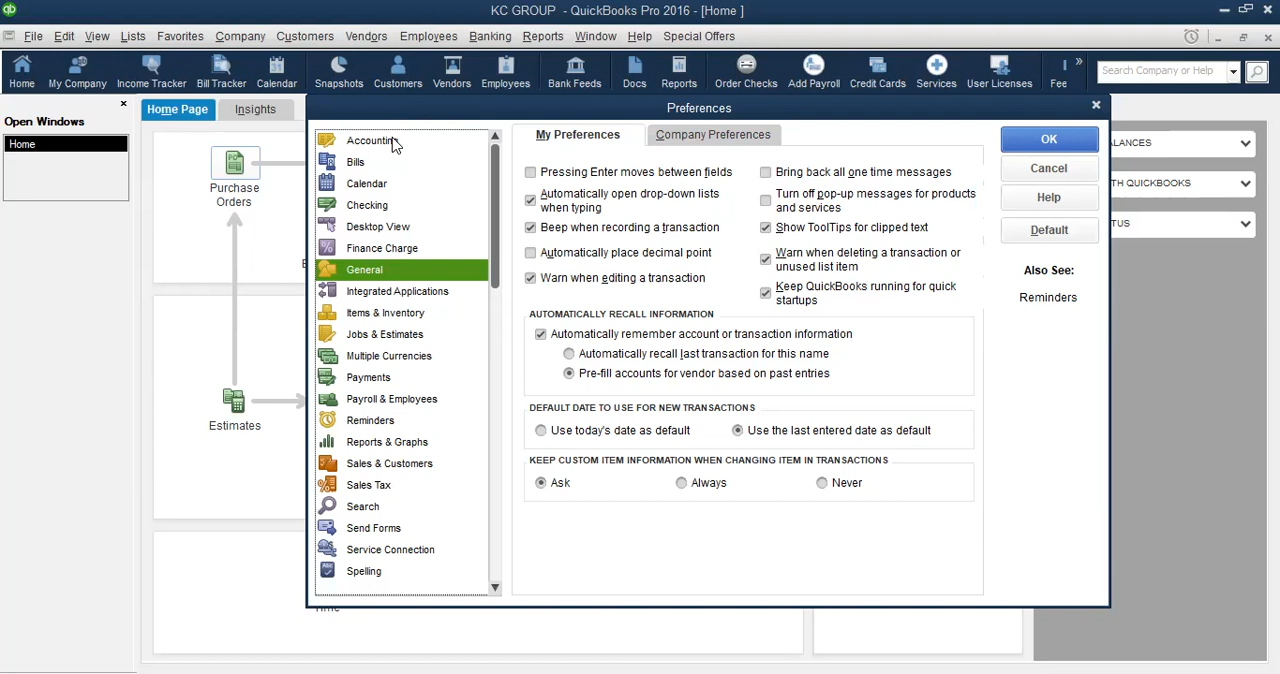 qb
KC GROUP - QuickBooks Pro 2016 - [Home ]
File Edit View Lists Favorites Company Customers Vendors Employees Banking Reports Window Help Special Offers
Home My Company Income Tracker Bill Tracker Calendar Snapshots Customers Vendors Employees Bank Feeds Docs Reports Order Checks Add Payroll Credit Cards Services User Licenses Fee »
Search Company or Help
Open Windows
Home
Home Page Insights
Purchase
Orders
Estimates
Time
Preferences
Accounting
Bills
Calendar
Checking
Desktop View
Finance Charge
General
Integrated Applications
Items & Inventory
Jobs & Estimates
Multiple Currencies
Payments
Payroll & Employees
Reminders
Reports & Graphs
Sales & Customers
Sales Tax
Search
Send Forms
Service Connection
Spelling
My Preferences Company Preferences
Pressing Enter moves between fields
Automatically open drop-down lists
when typing
Beep when recording a transaction
Automatically place decimal point
Warn when editing a transaction
Bring back all one time messages
Turn off pop-up messages for products
and services
Show ToolTips for clipped text
Warn when deleting a transaction or
unused list item
Keep QuickBooks running for quick
startups
AUTOMATICALLY RECALL INFORMATION
Automatically remember account or transaction information
Automatically recall last transaction for this name
Pre-fill accounts for vendor based on past entries
DEFAULT DATE TO USE FOR NEW TRANSACTIONS
Use today's date as default Use the last entered date as default
KEEP CUSTOM ITEM INFORMATION WHEN CHANGING ITEM IN TRANSACTIONS
Ask Always Never
OK
Cancel
Help
Default
Also See:
Reminders
ALANCES
TH QUICKBOOKS
TUS